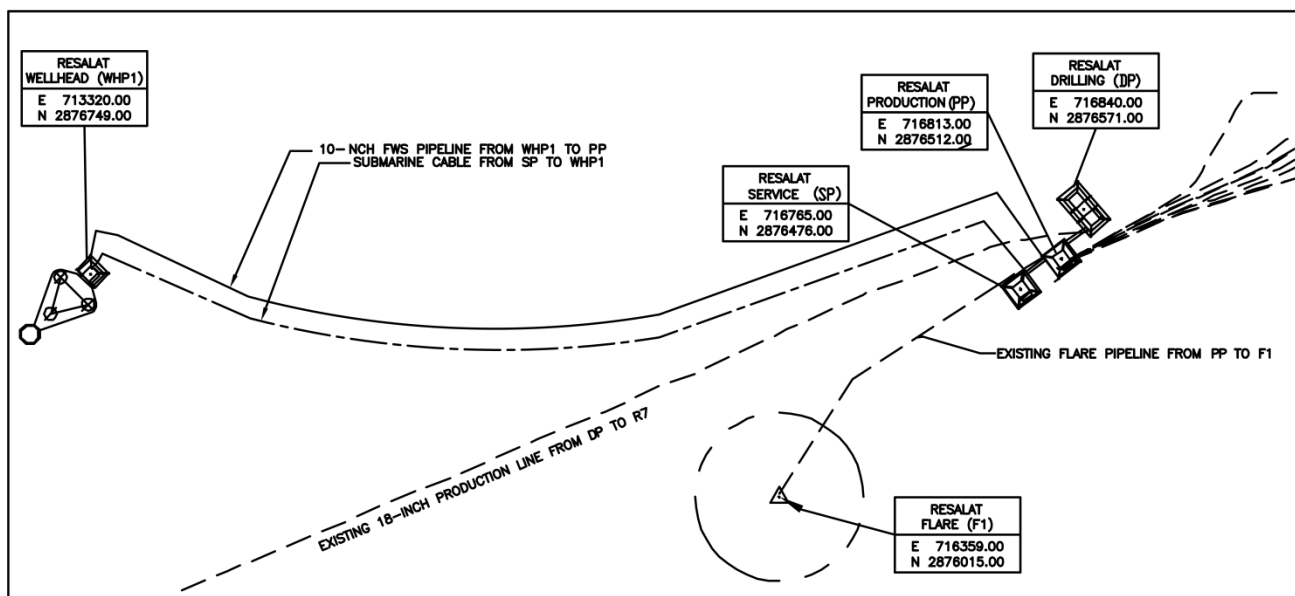 RESALAT
WELLHEAD (WHP1)
E 713320.00
N 2876749.00
10-NCH FWS PIPELINE FROM WHP1 TO PP
SUBMARINE CABLE FROM SP TO WHP1
RESALAT
PRODUCTION (PP)
E 716813.00
N 2876512.00
RESALAT
DRILLING (DP)
E 716840.00
N 2876571.00
RESALAT
SERVICE (SP)
E 716765.00
N 2876476.00
EXISTING FLARE PIPELINE FROM PP TO F1
EXISTING 18-INCH PRODUCTION LINE FROM DP TO R7
RESALAT
FLARE (F1)
E 716359.00
N 2876015.00